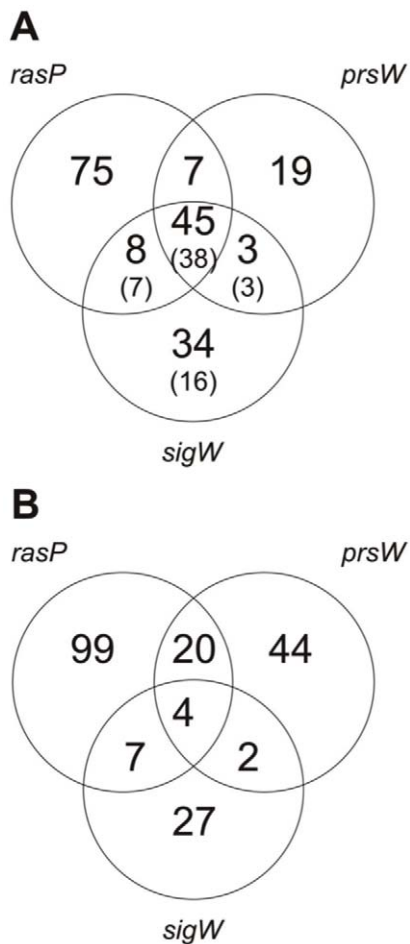 A
rasP prsW
75 7 19
45
8 (38) 3
(7) (3)
34
(16)
sigW
B
rasP prsW
99 20 44
4
7 2
27
sigW